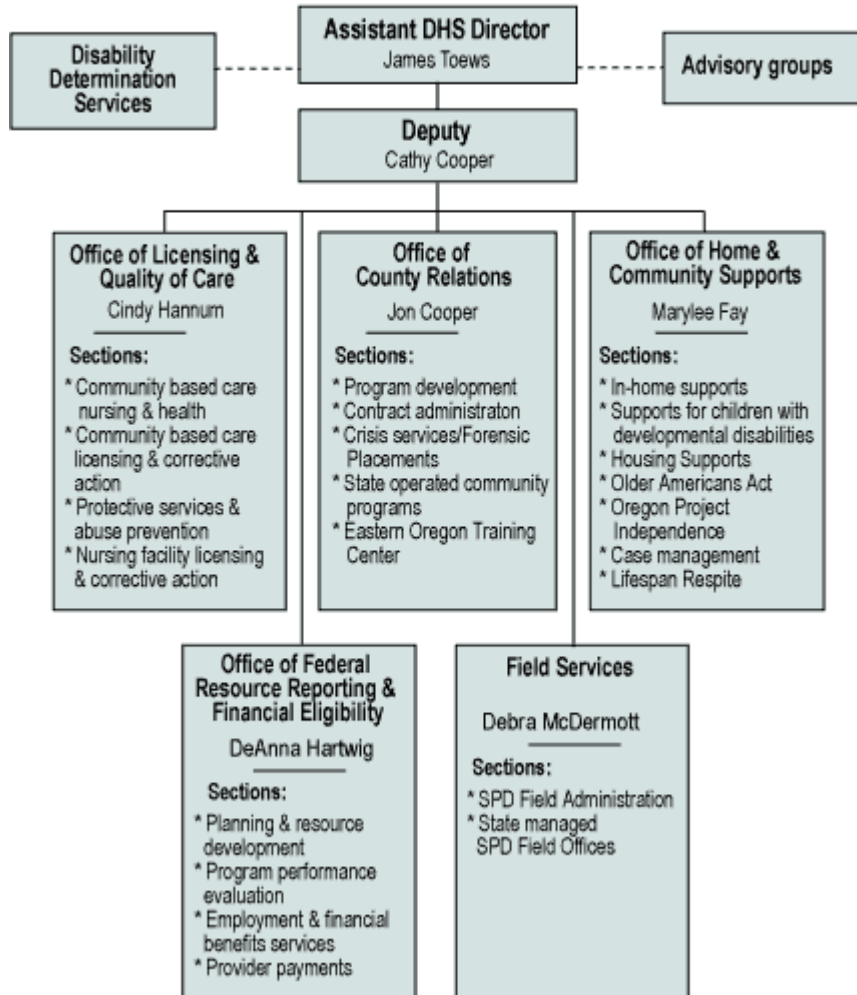 Assistant DHS Director
James Toews
Disability
Determination
Services
Advisory groups
Deputy
Cathy Cooper
Office of Licensing &
Quality of Care
Cindy Hannum
Sections:
* Community based care
nursing & health
* Community based care
licensing & corrective
action
* Protective services &
abuse prevention
* Nursing facility licensing
& corrective action
Office of
County Relations
Jon Cooper
Sections:
* Program development
* Contract administraton
* Crisis services/Forensic
Placements
* State operated community
programs
* Eastern Oregon Training
Center
Office of Home &
Community Supports
Marylee Fay
Sections:
* In-home supports
* Supports for children with
developmental disabilities
* Housing Supports
* Older Americans Act
* Oregon Project
Independence
* Case management
* Lifespan Respite
Office of Federal
Resource Reporting &
Financial Eligibility
DeAnna Hartwig
Sections:
* Planning & resource
development
* Program performance
evaluation
* Employment & financial
benefits services
* Provider payments
Field Services
Debra McDermott
Sections:
* SPD Field Administration
* State managed
SPD Field Offices